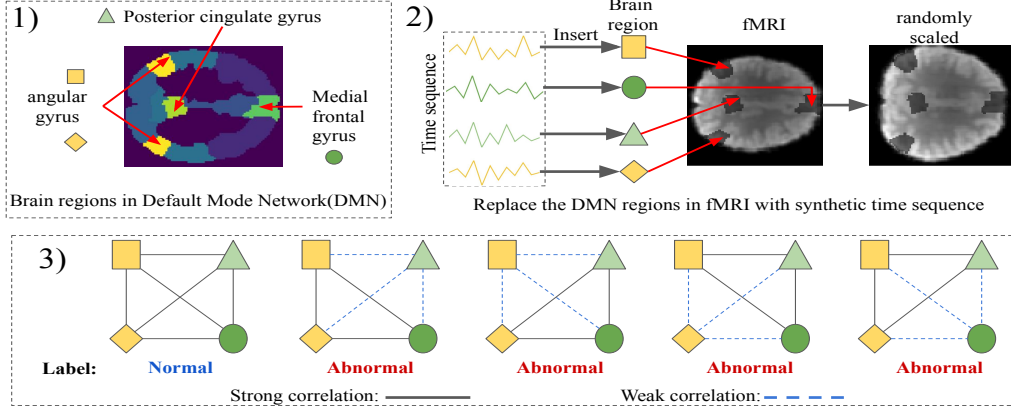 1)
Posterior cingulate gyrus
angular
gyrus
Medial
frontal
gyrus
Brain regions in Default Mode Network(DMN)
2)
Time sequence
Insert
Brain
region
fMRI
randomly
scaled
Replace the DMN regions in fMRI with synthetic time sequence
3)
Label: Normal Abnormal Abnormal Abnormal Abnormal
Strong correlation: Weak correlation: